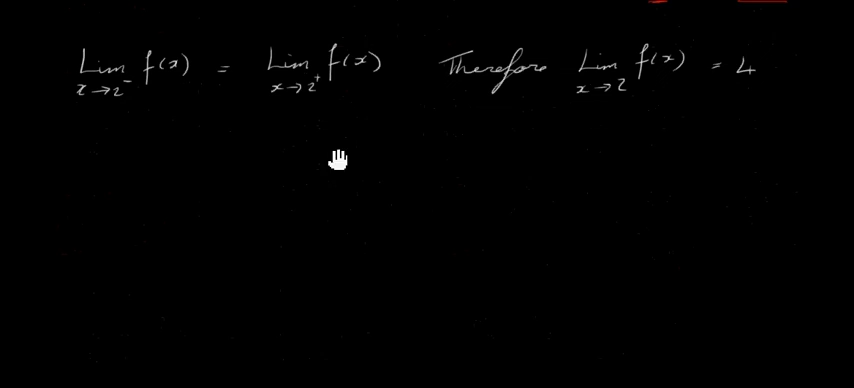 Lim x→2⁻ f(x) = Lim x→2⁺ f(x) Therefore Lim x→2 f(x) = 4